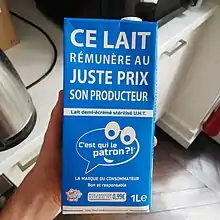 CE LAIT
RÉMUNÈRE AU
JUSTE PRIX
SON PRODUCTEUR
Lait demi-écrémé stérilisé U.H.T.
C'est qui le
patron?!
LA MARQUE DU CONSOMMATEUR
Bon et responsable
0,99€
1Le